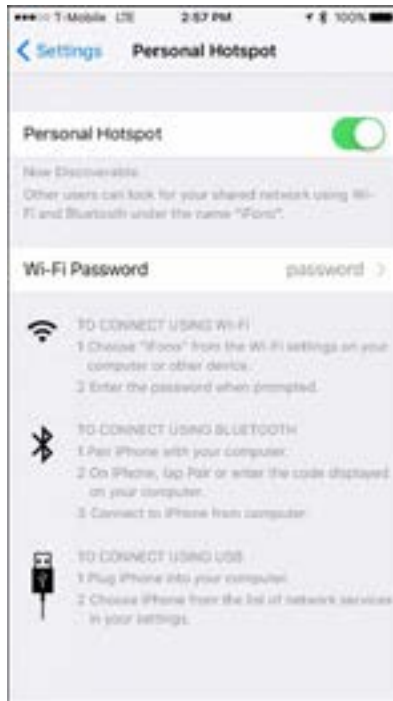 T-Mobile LTE 2:57 PM 100%
Settings Personal Hotspot
Personal Hotspot
Now Discoverable.
Other users can look for your shared network using Wi-
Fi and Bluetooth under the name "iFono".
Wi-Fi Password password
TO CONNECT USING WI-FI
1 Choose "iFono" from the Wi-Fi settings on your
computer or other device.
2 Enter the password when prompted.
TO CONNECT USING BLUETOOTH
1 Pair iPhone with your computer.
2 On iPhone, tap Pair or enter the code displayed
on your computer.
3 Connect to iPhone from computer.
TO CONNECT USING USB
1 Plug iPhone into your computer.
2 Choose iPhone from the list of network services
in your settings.